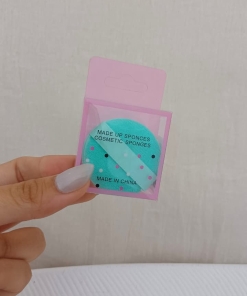 MADE OF SPONGES
COSMETIC SPONGES
MADE IN CHINA